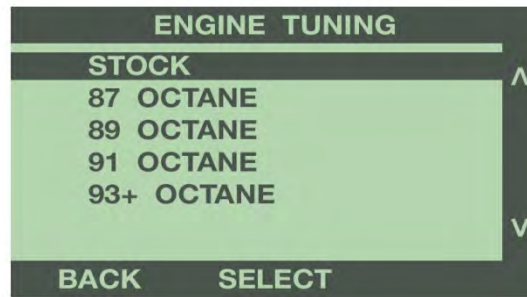 ENGINE TUNING
STOCK
87 OCTANE
89 OCTANE
91 OCTANE
93+ OCTANE
BACK SELECT